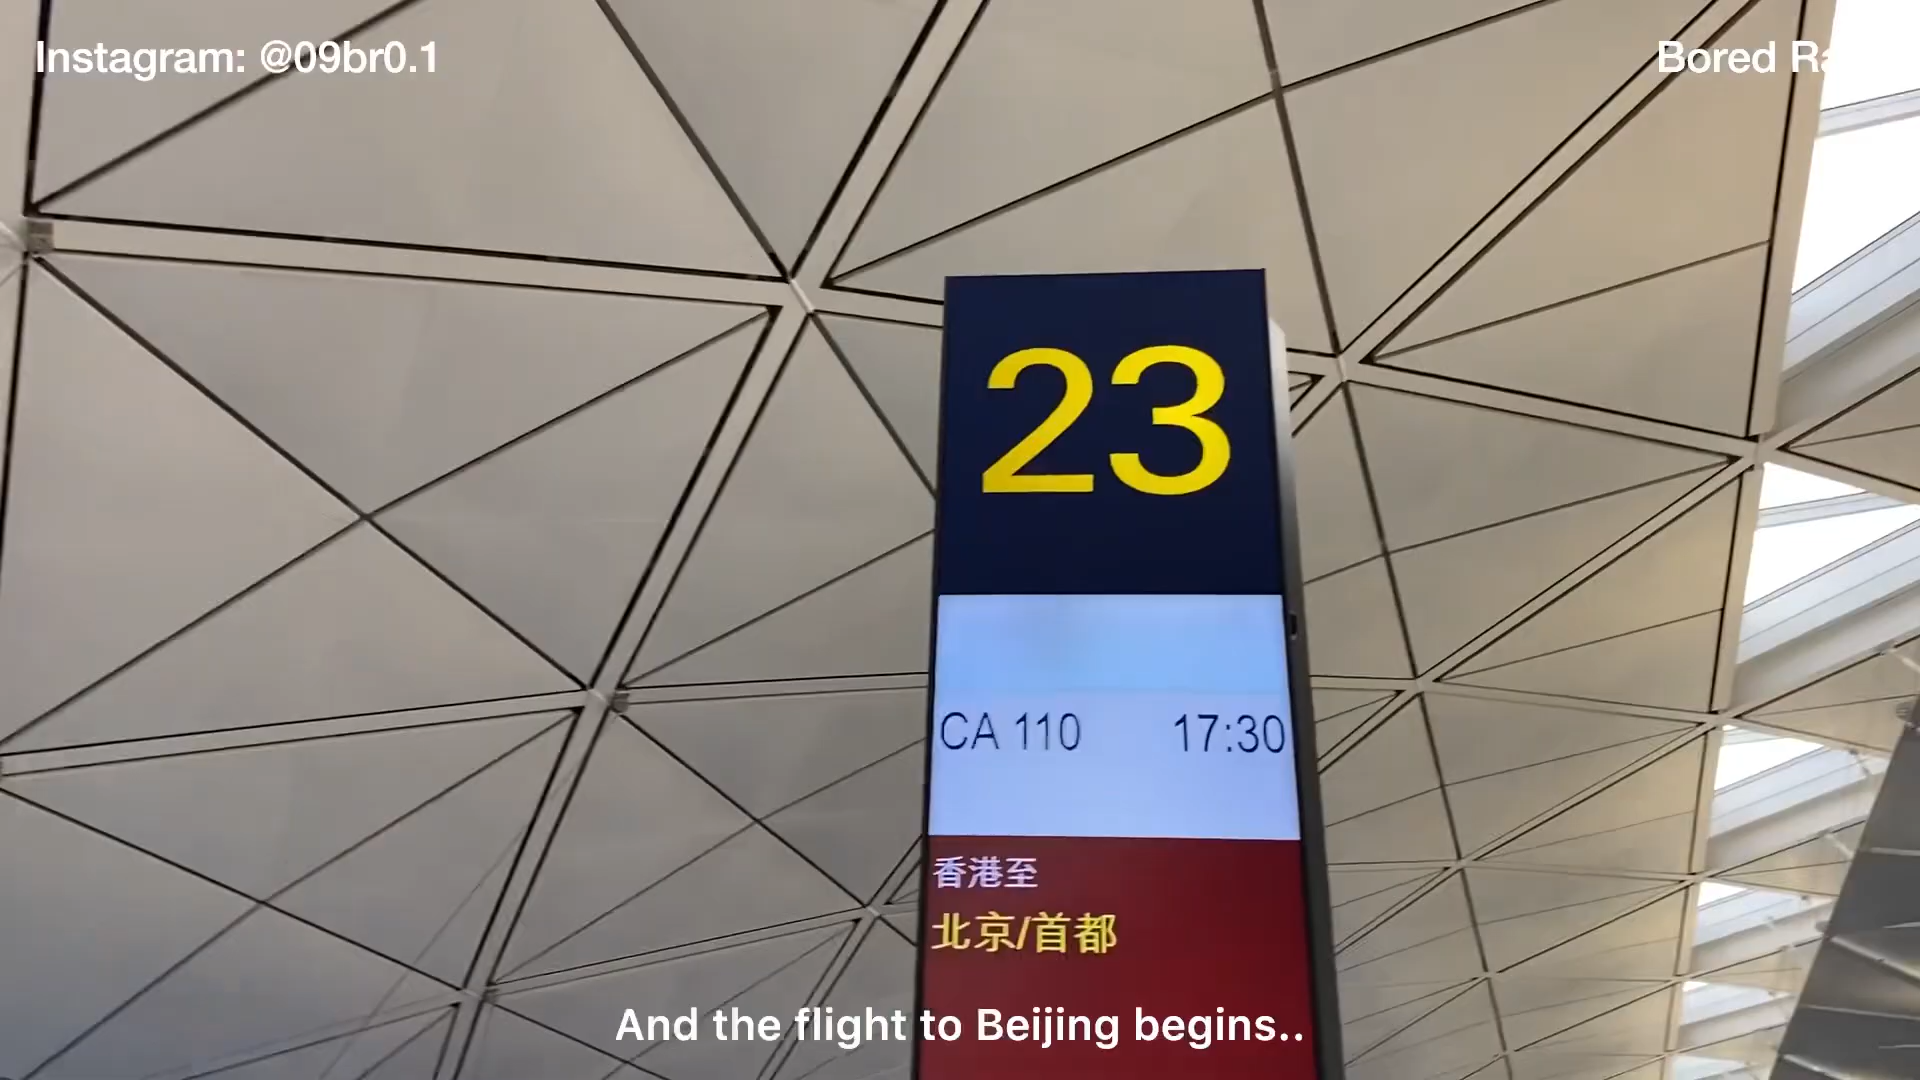 Instagram: @09br0.1
Bored Ra
23
CA 110 17:30
香港至
北京/首都
And the flight to Beijing begins..